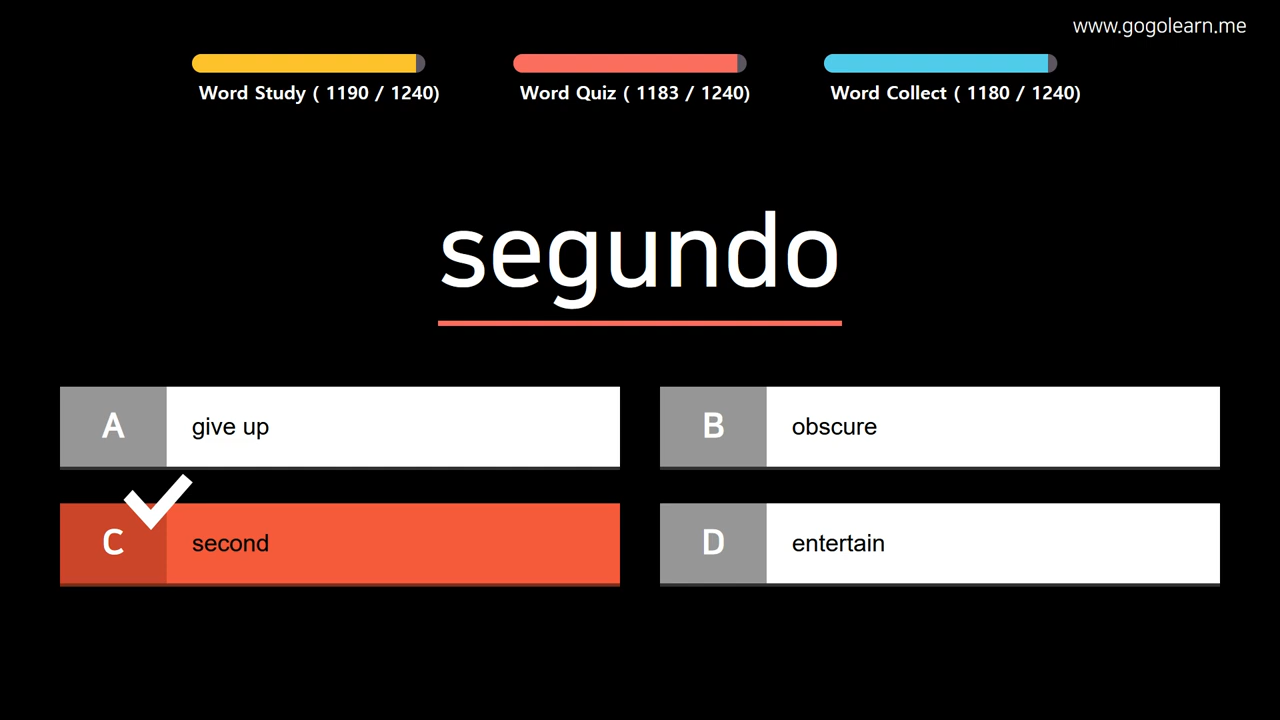 www.gogolearn.me
Word Study ( 1190 / 1240)
Word Quiz ( 1183 / 1240)
Word Collect ( 1180 / 1240)
segundo
A give up
B obscure
C second
D entertain